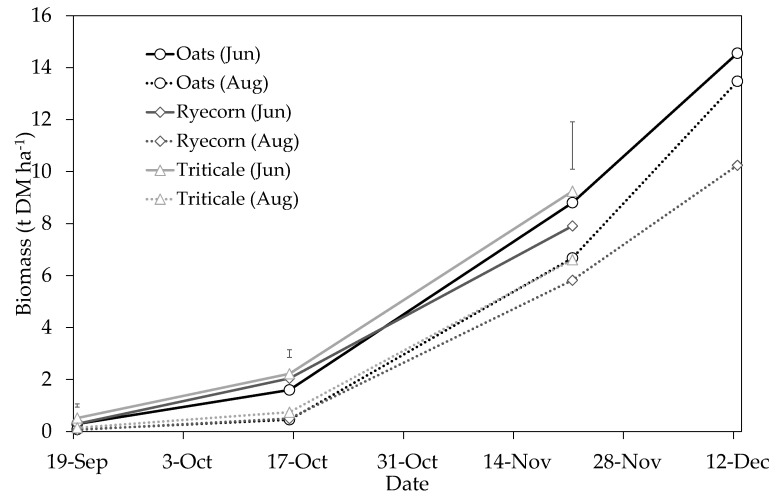 16
14
12
10
8
6
4
2
0
Biomass (t DM ha⁻¹)
Oats (Jun)
Oats (Aug)
Ryecorn (Jun)
Ryecorn (Aug)
Triticale (Jun)
Triticale (Aug)
19-Sep 3-Oct 17-Oct 31-Oct 14-Nov 28-Nov 12-Dec
Date